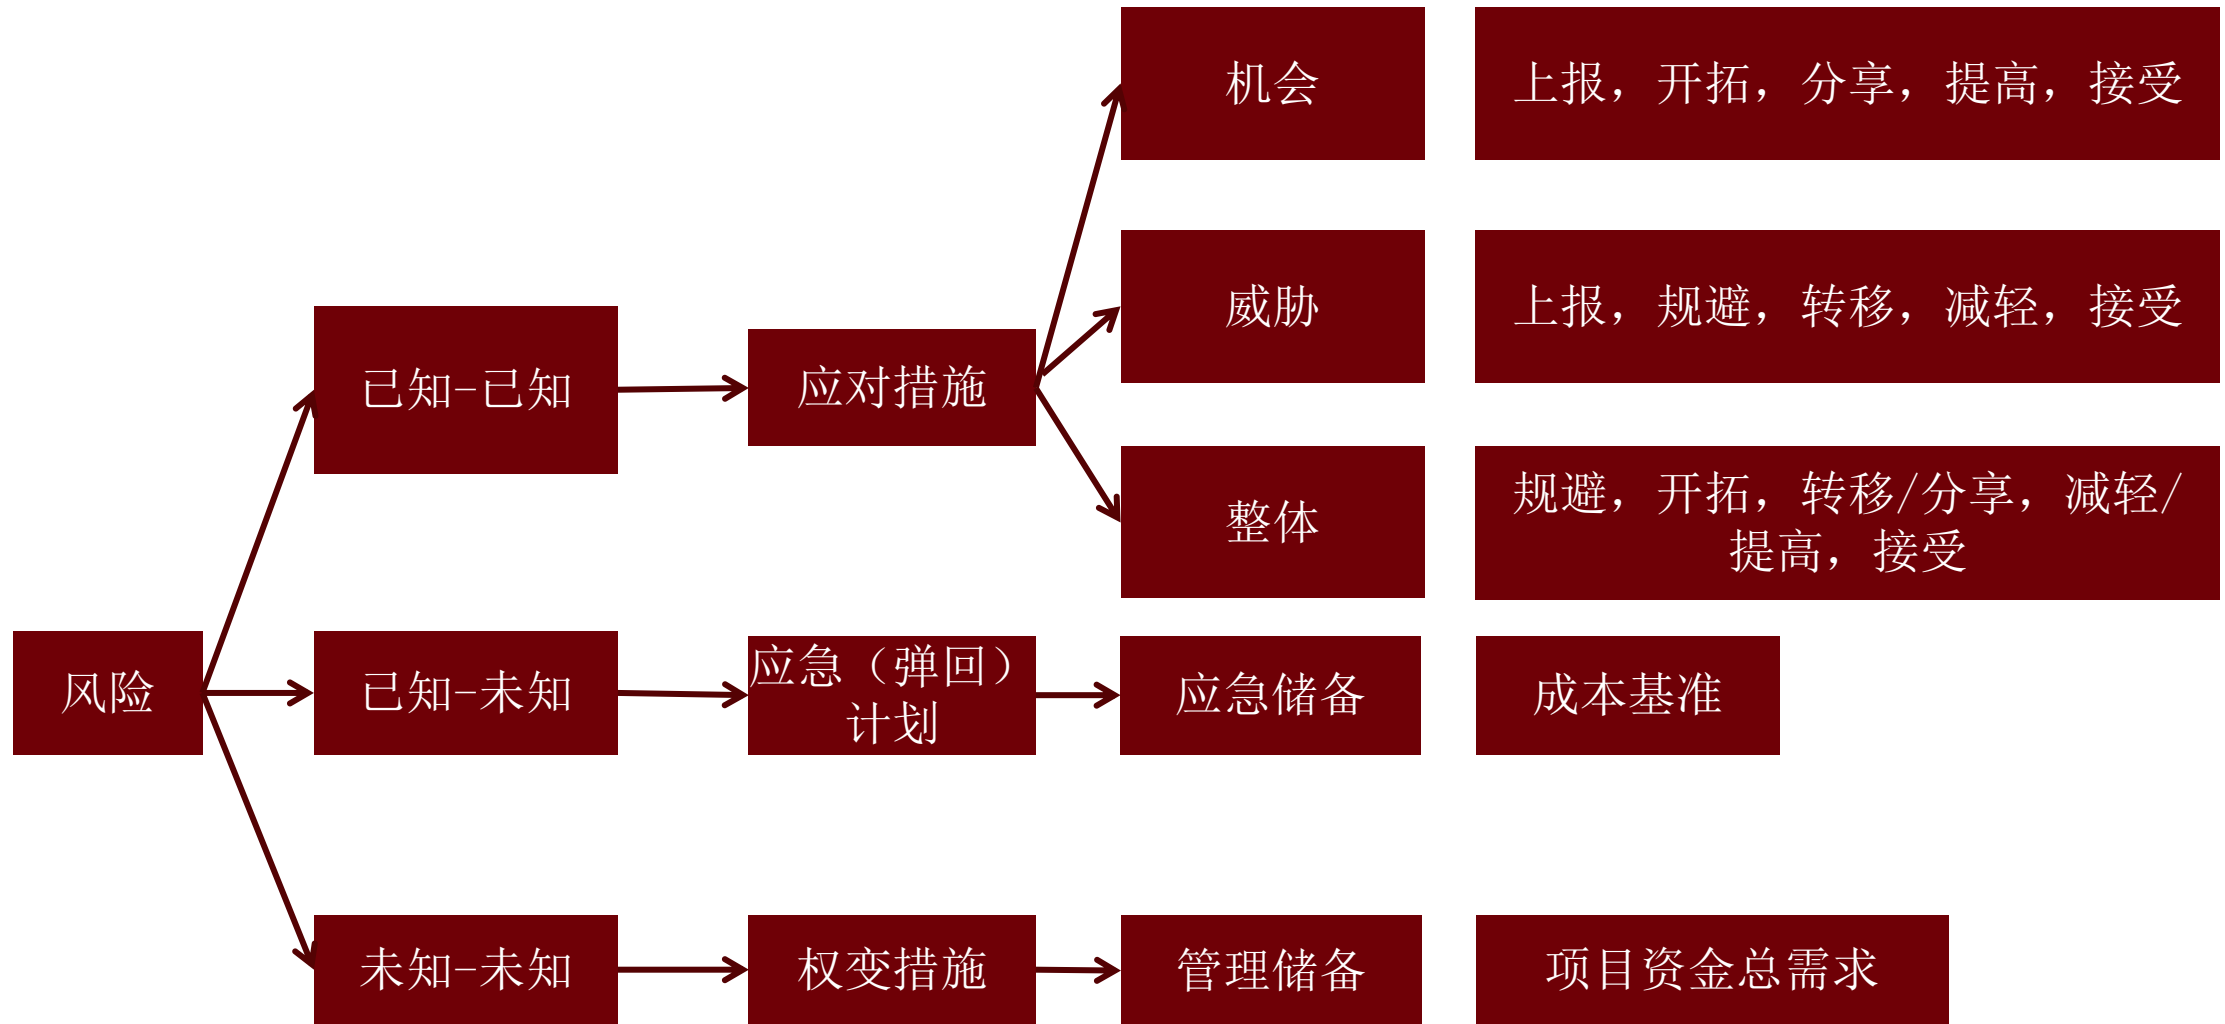 机会
上报，开拓，分享，提高，接受
威胁
上报，规避，转移，减轻，接受
已知-已知
应对措施
整体
规避，开拓，转移/分享，减轻/
提高，接受
风险
已知-未知
应急（弹回）
计划
应急储备
成本基准
未知-未知
权变措施
管理储备
项目资金总需求